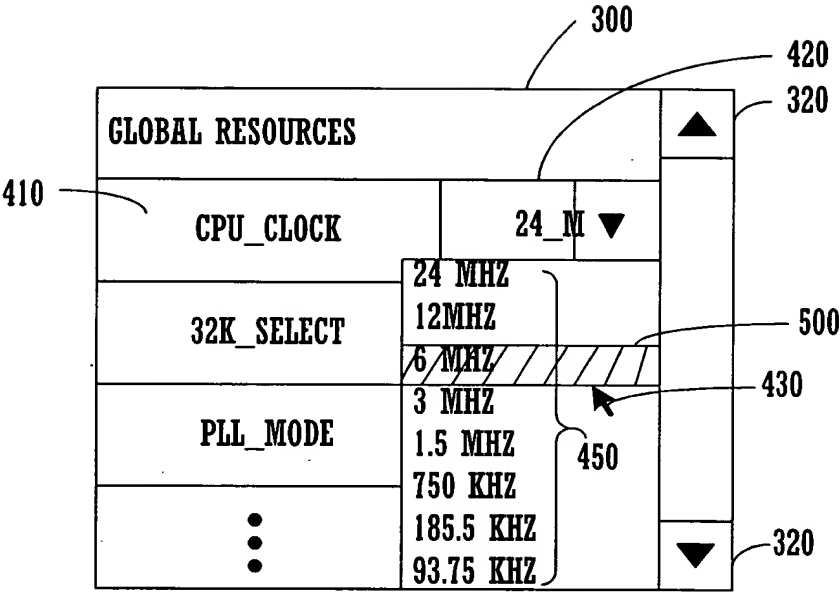 300
420
320
GLOBAL RESOURCES
410
CPU_CLOCK
24_M
24 MHZ
12MHZ
500
32K_SELECT
6 MHZ
430
3 MHZ
PLL_MODE
1.5 MHZ
450
750 KHZ
185.5 KHZ
320
93.75 KHZ